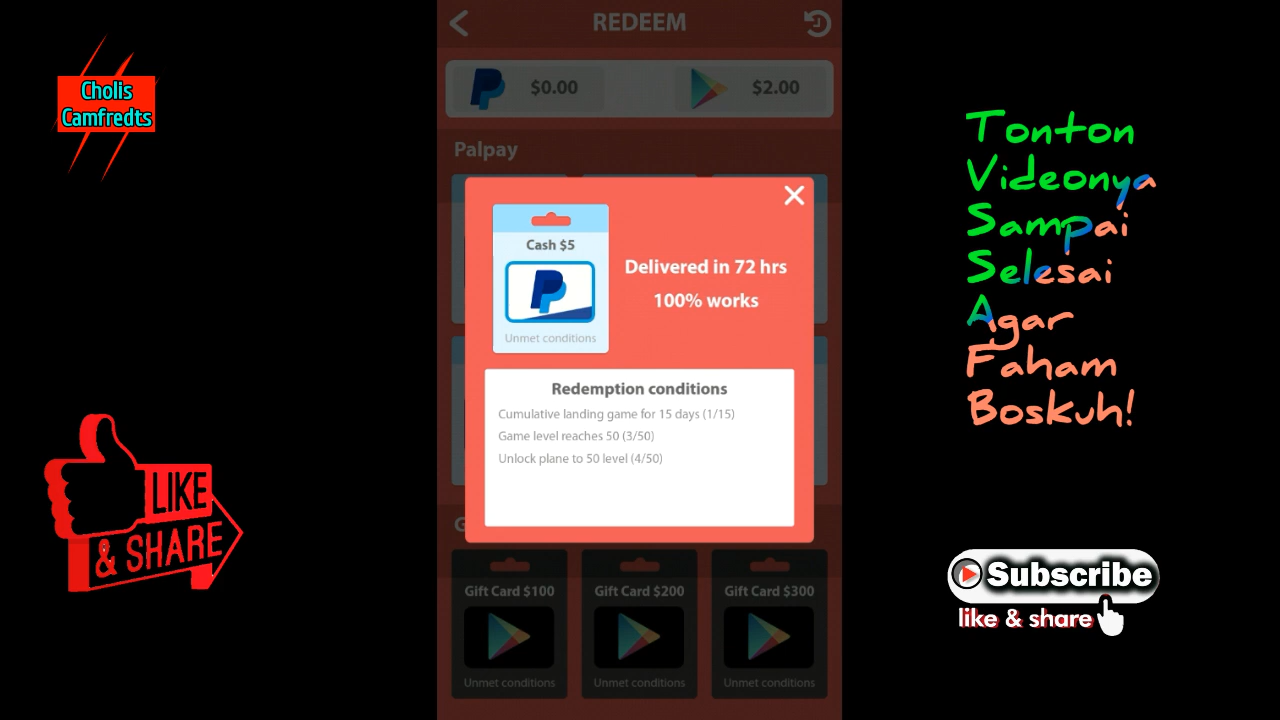 Cholis
Camfredts
REDEEM
$0.00
$2.00
Palpay
Cash $5
Unmet conditions
Delivered in 72 hrs
100% works
Redemption conditions
Cumulative landing game for 15 days (1/15)
Game level reaches 50 (3/50)
Unlock plane to 50 level (4/50)
G
Gift Card $100
Gift Card $200
Gift Card $300
Unmet conditions
Unmet conditions
Unmet conditions
Tonton
Videonya
Sampai
Selesai
Agar
Faham
Boskuh!
LIKE
& SHARE
Subscribe
like & share